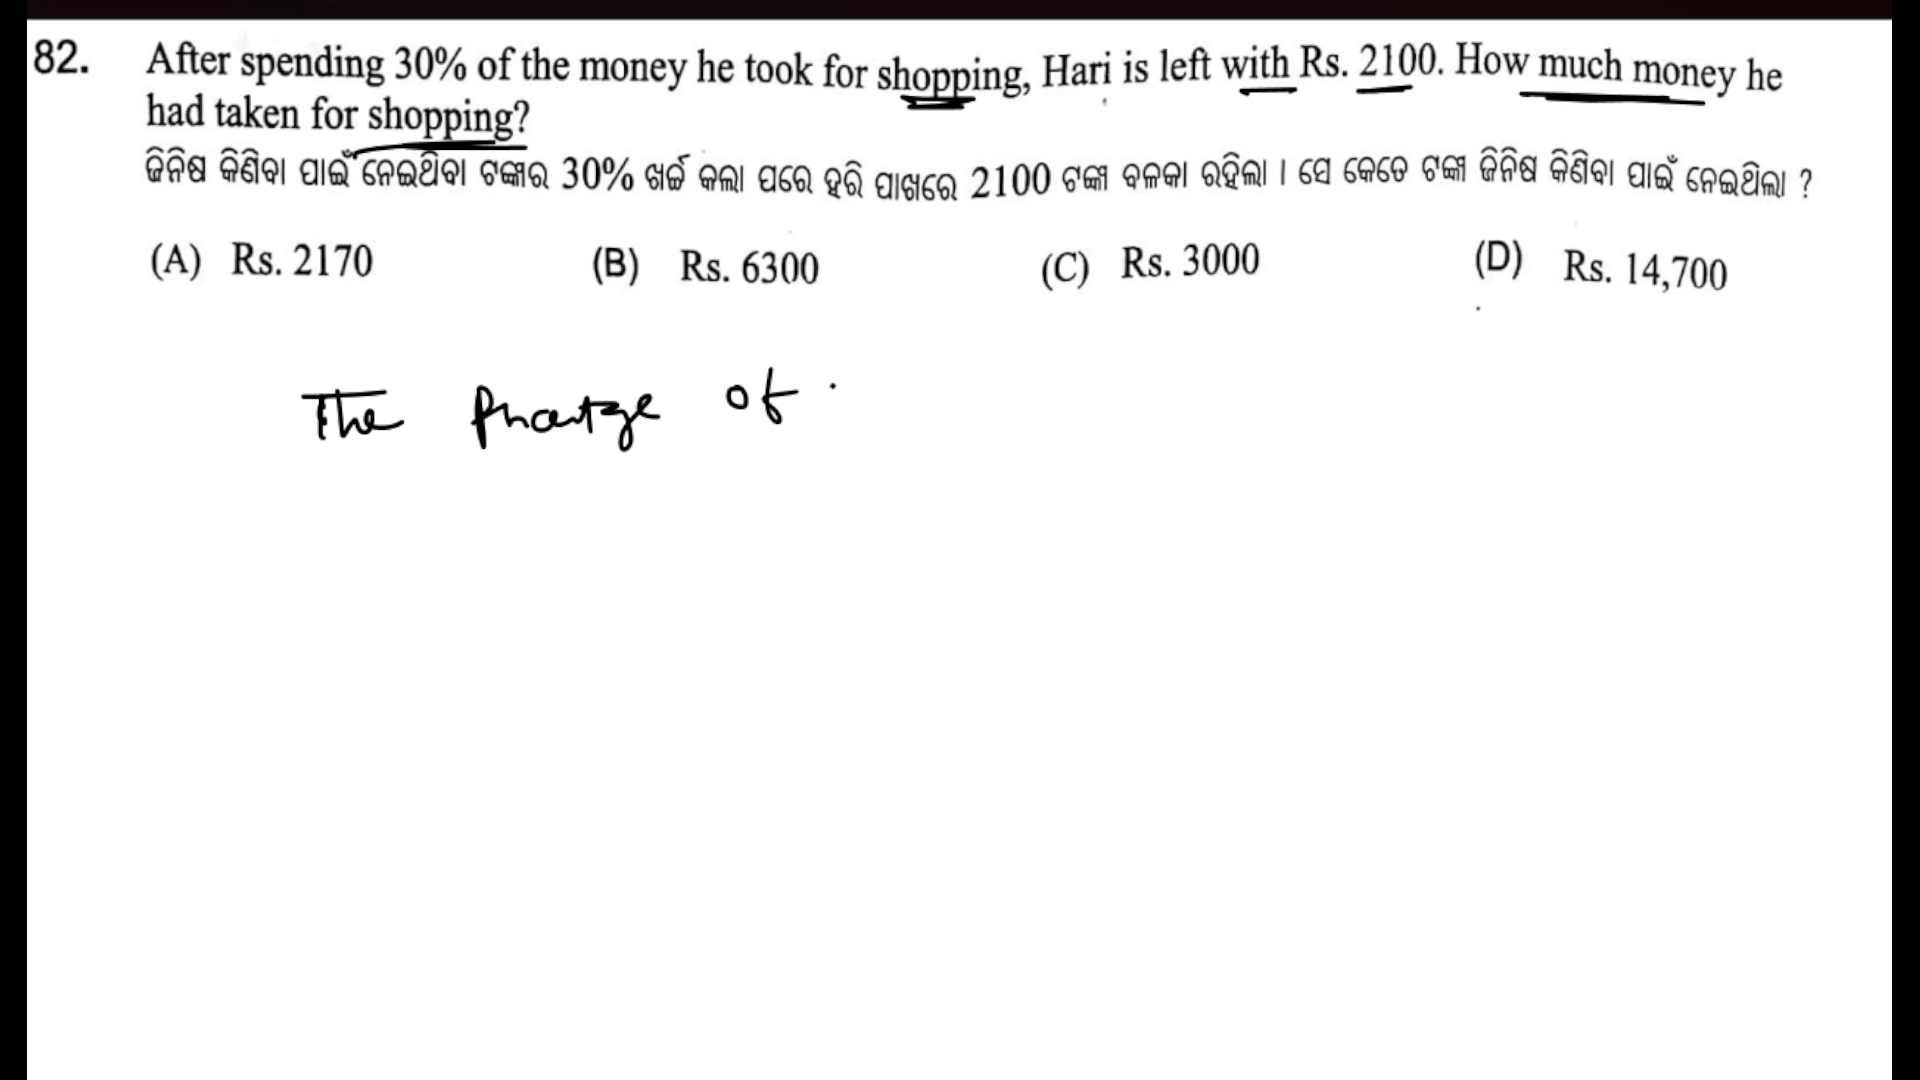 82. After spending 30% of the money he took for shopping, Hari is left with Rs. 2100. How much money he
had taken for shopping?
ଜିନିଷ କିଣିବା ପାଇଁ ନେଇଥିବା ଟଙ୍କାର 30% ଖର୍ଚ୍ଚ କଲା ପରେ ହରି ପାଖରେ 2100 ଟଙ୍କା ବଳକା ରହିଲା । ସେ କେତେ ଟଙ୍କା ଜିନିଷ କିଣିବା ପାଇଁ ନେଇଥିଲା ?
(A) Rs. 2170 (B) Rs. 6300 (C) Rs. 3000 (D) Rs. 14,700
The of